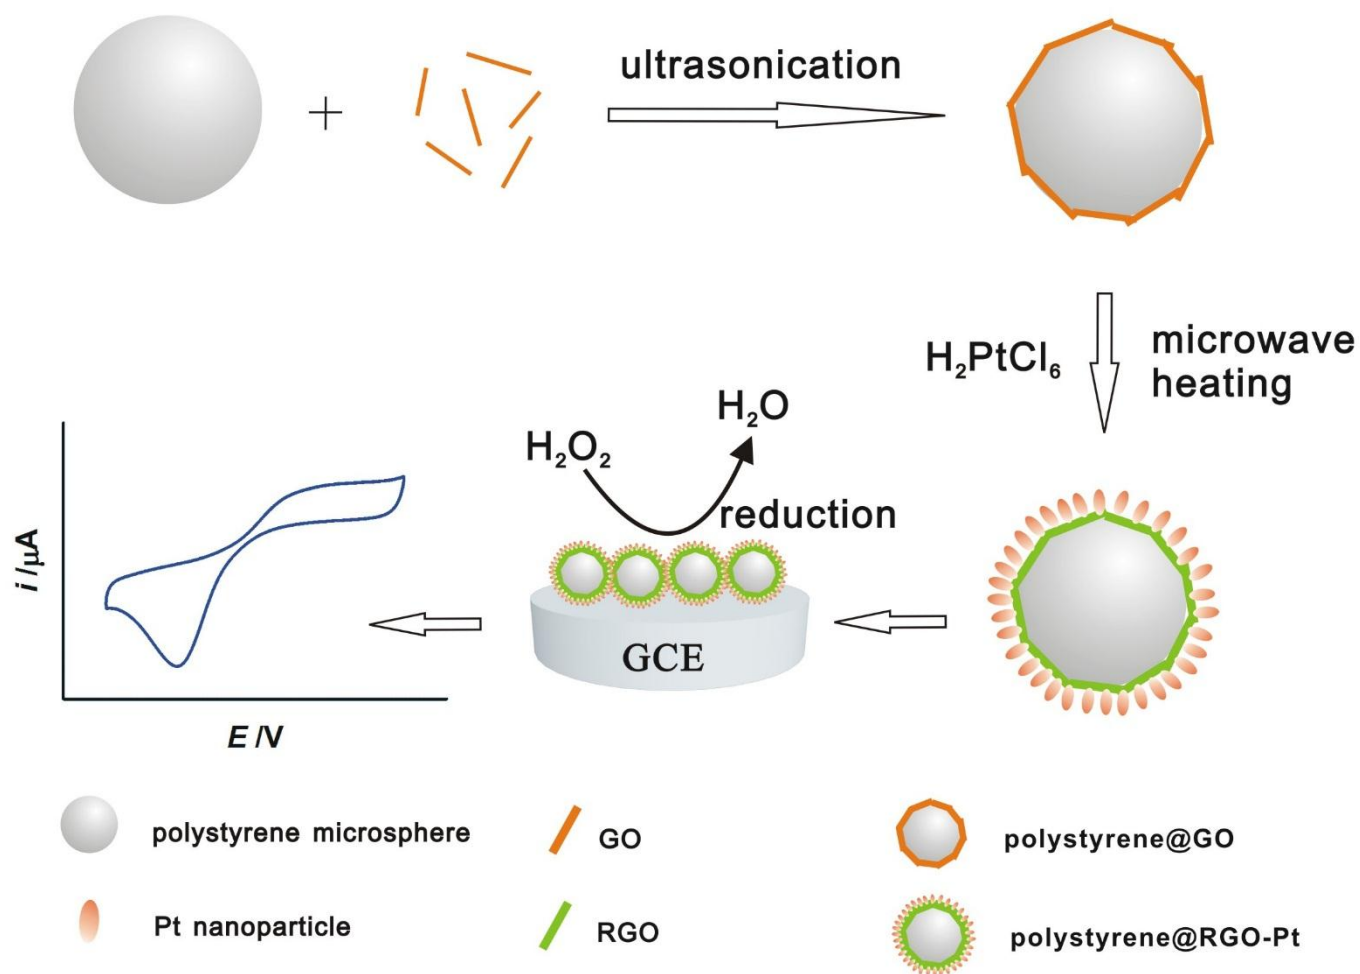 ultrasonication
+
H₂PtCl₆
microwave
heating
H₂O₂
H₂O
reduction
GCE
i /μA
E /V
polystyrene microsphere
GO
polystyrene@GO
Pt nanoparticle
RGO
polystyrene@RGO-Pt